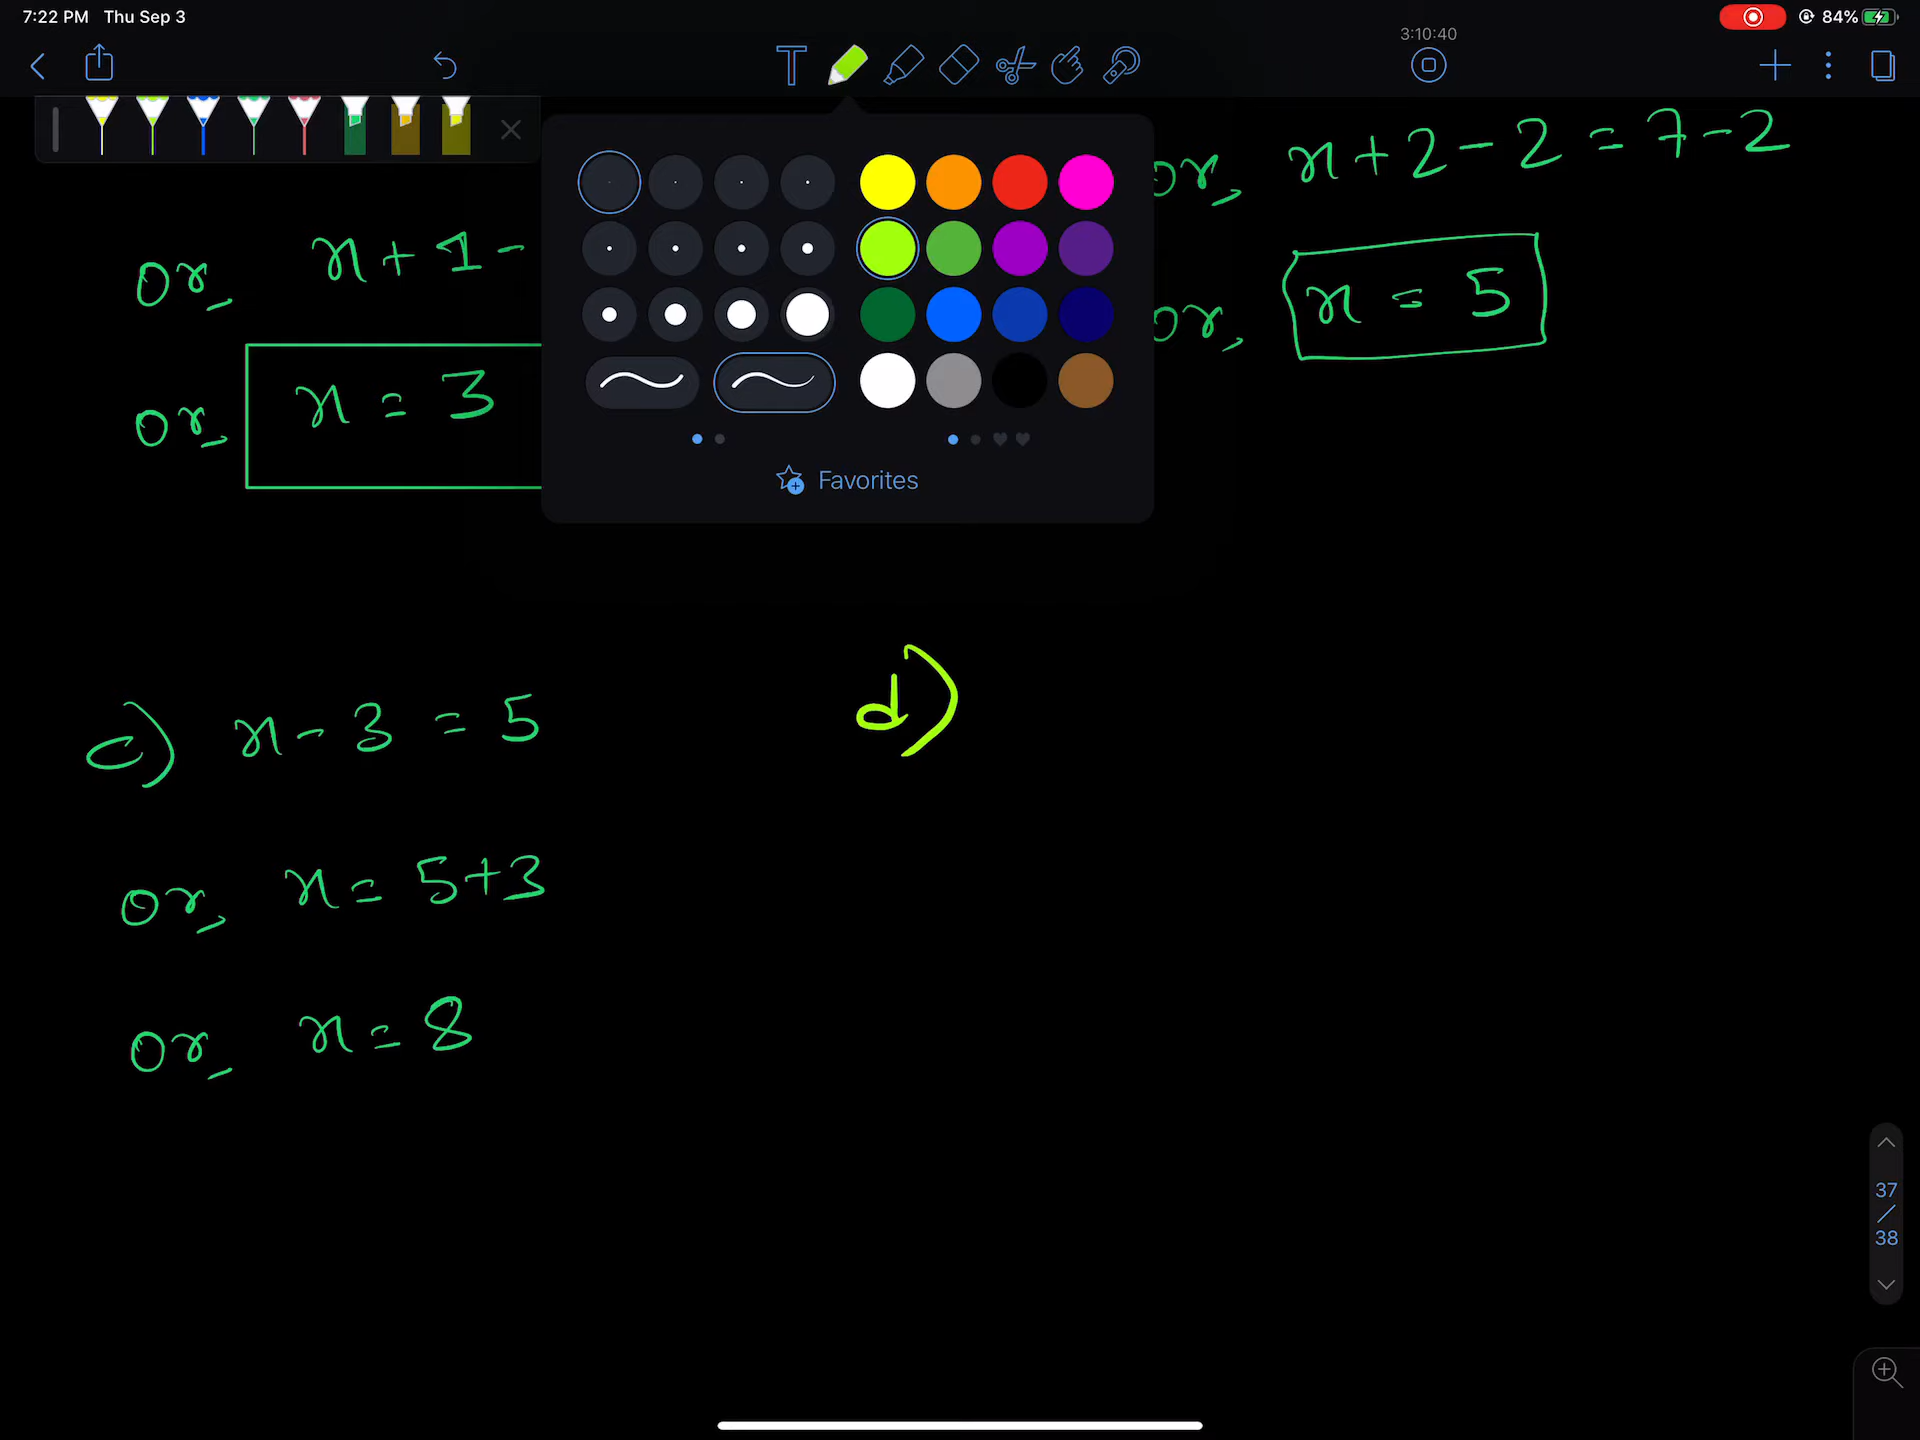 7:22 PM Thu Sep 3
84%
3:10:40
or, x + 2 - 2 = 7 - 2
or, x + 1 -
or, x = 5
or, x = 3
Favorites
c) x - 3 = 5
d)
or, x = 5 + 3
or, x = 8
37
/
38